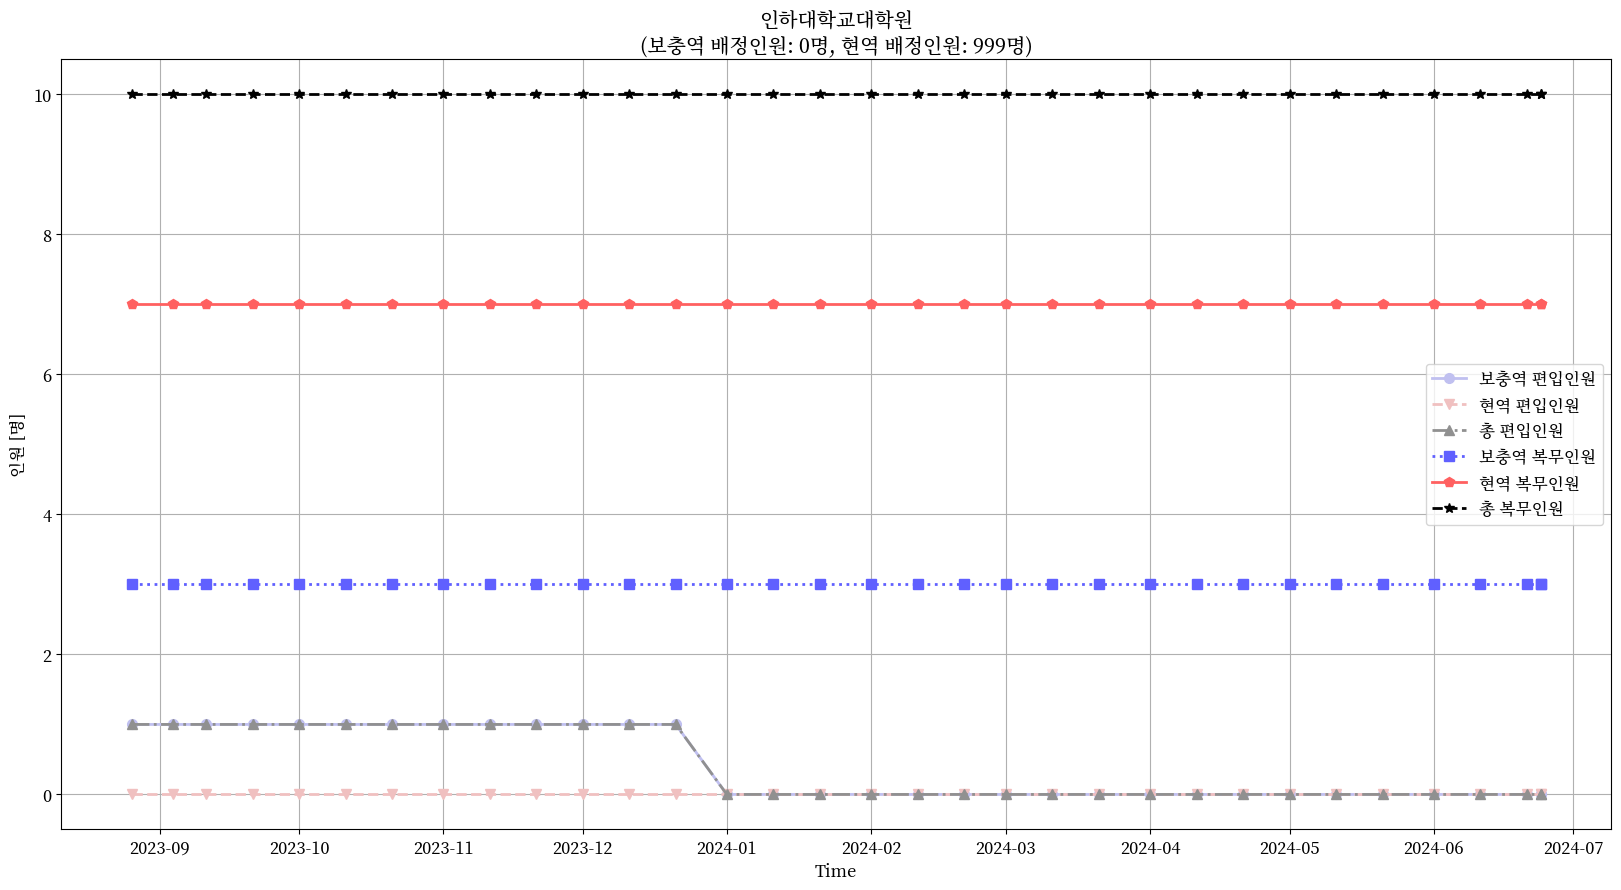 인하대학교대학원
(보충역 배정인원: 0명, 현역 배정인원: 999명)
인원 [명]
10
8
6
4
2
0
보충역 편입인원
현역 편입인원
총 편입인원
보충역 복무인원
현역 복무인원
총 복무인원
2023-09 2023-10 2023-11 2023-12 2024-01 2024-02 2024-03 2024-04 2024-05 2024-06 2024-07
Time